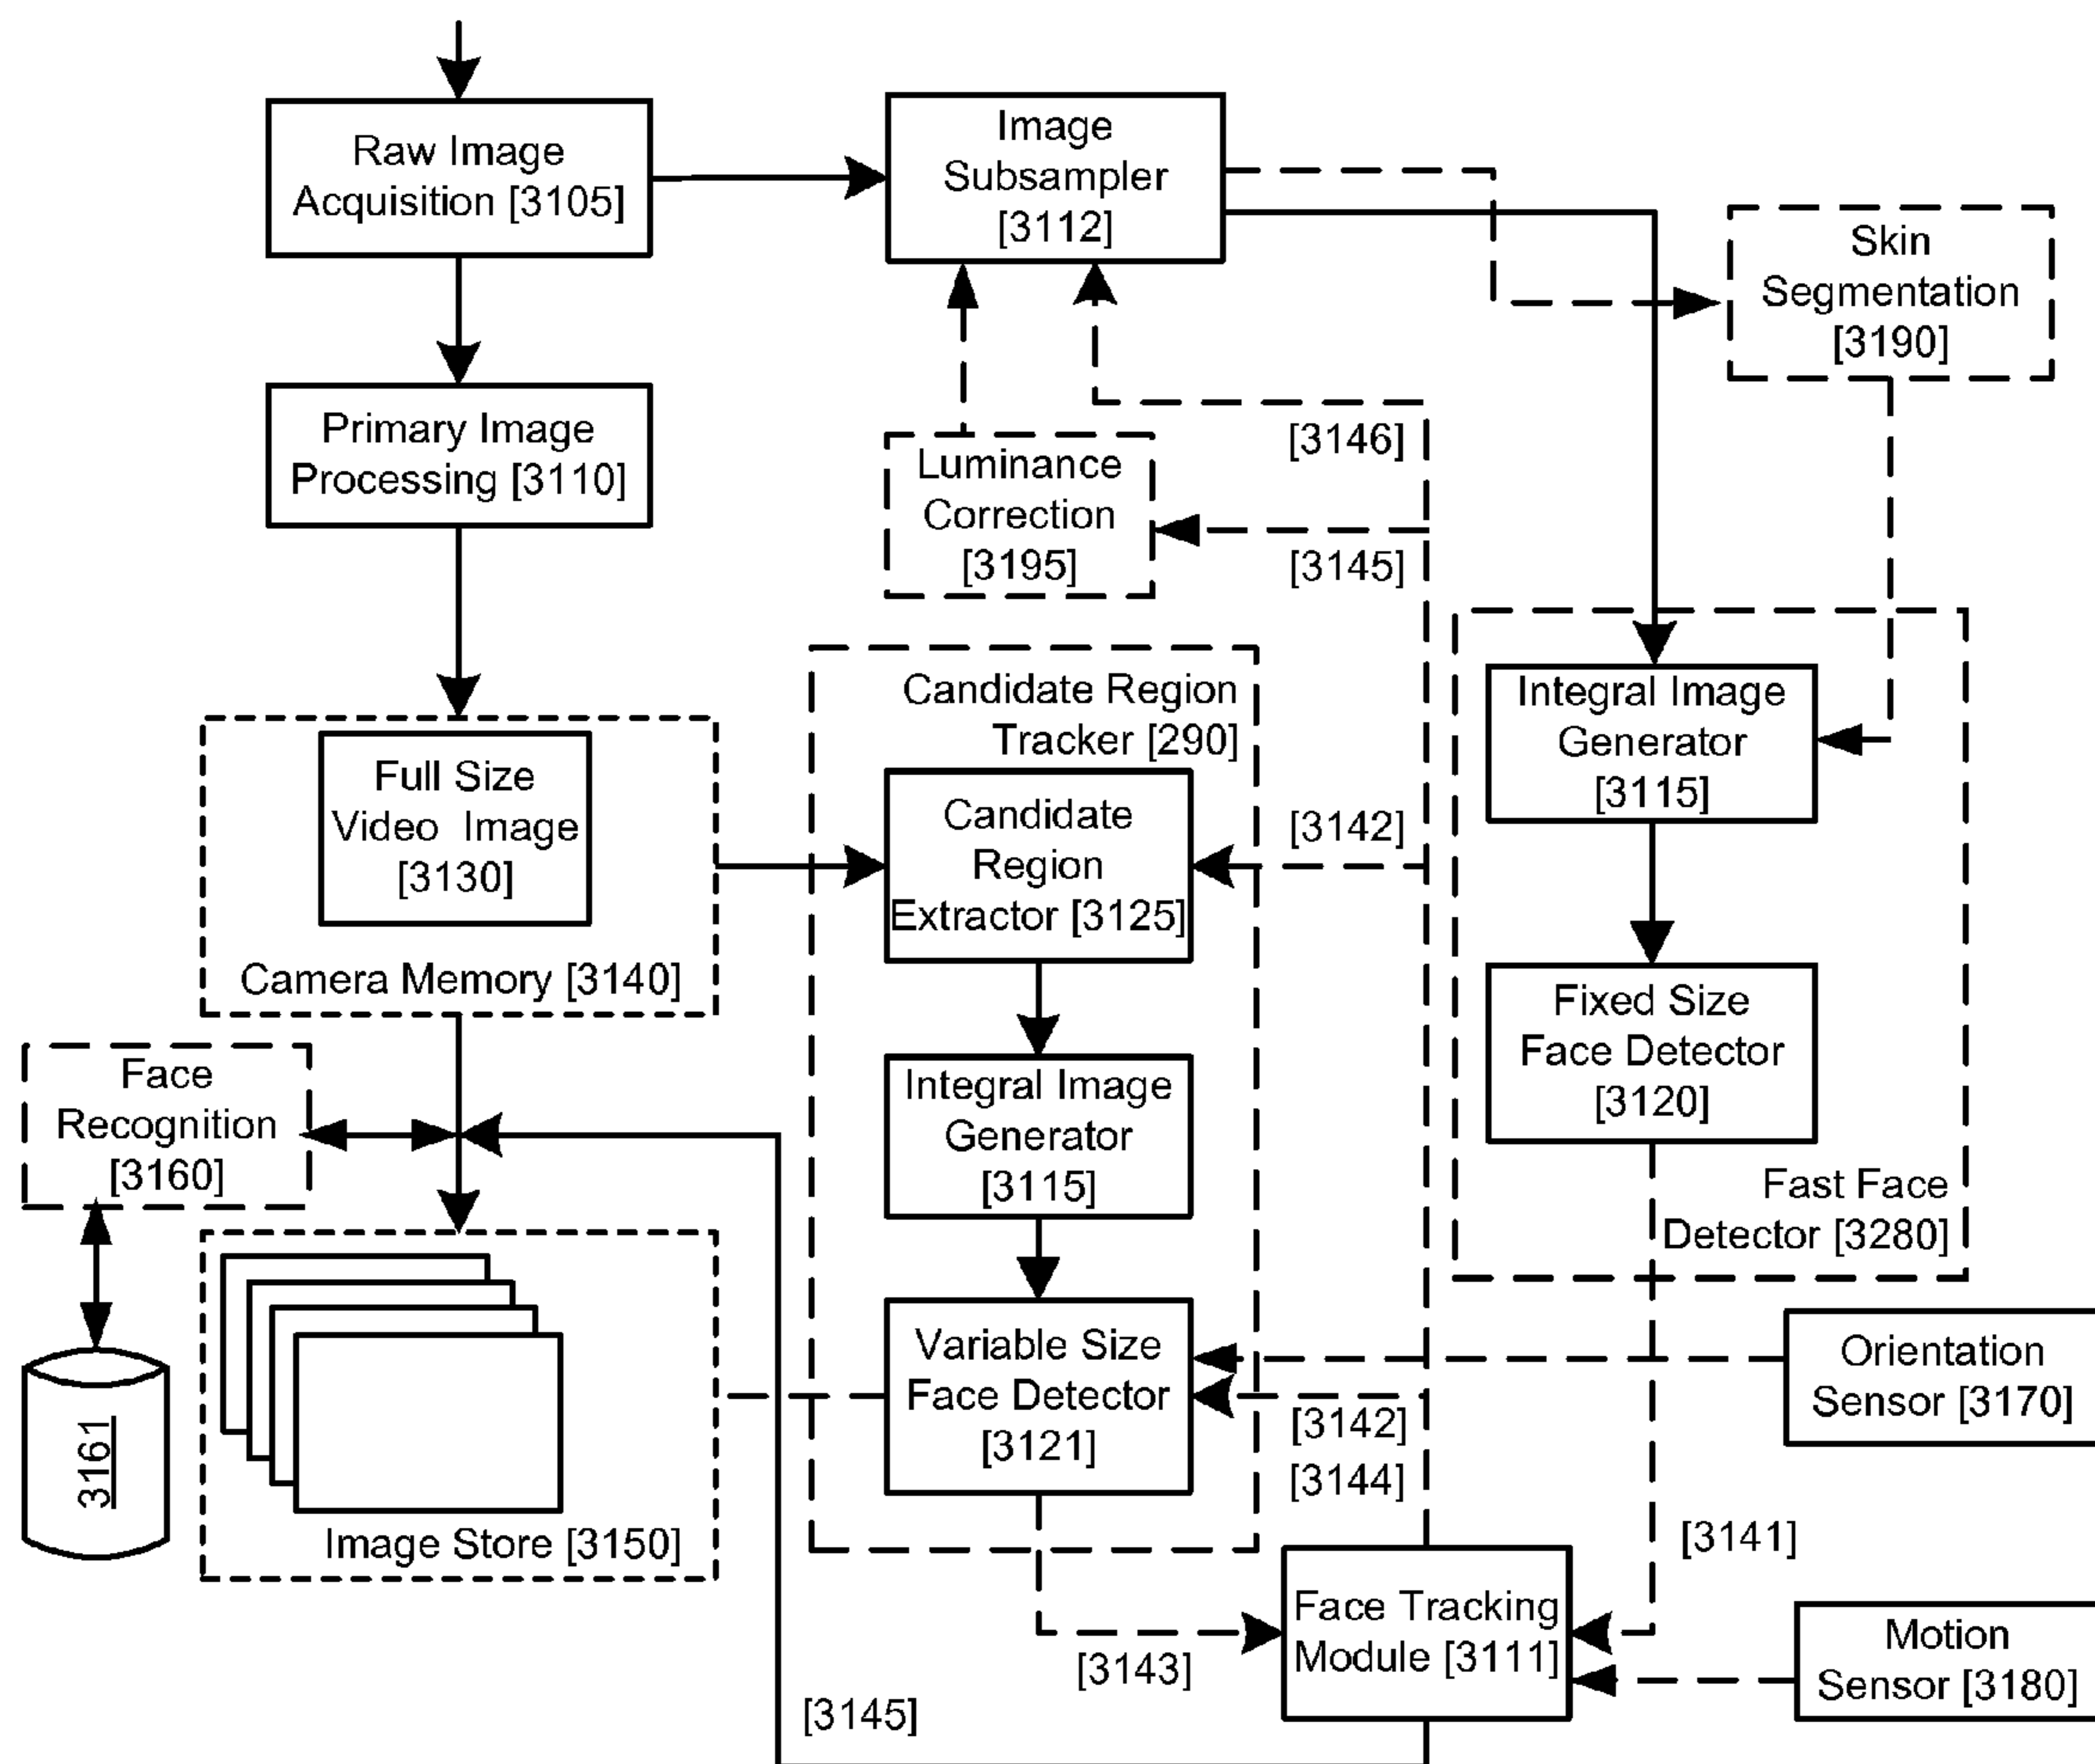 Raw Image
Acquisition [3105]
Image
Subsampler
[3112]
Skin
Segmentation
[3190]
Primary Image
Processing [3110]
Luminance
Correction
[3195]
[3146]
[3145]
Candidate Region
Tracker [290]
Integral Image
Generator
[3115]
Full Size
Video Image
[3130]
Camera Memory [3140]
Candidate
Region
Extractor [3125]
[3142]
Fixed Size
Face Detector
[3120]
Fast Face
Detector [3280]
Face
Recognition
[3160]
Integral Image
Generator
[3115]
3161
Image Store [3150]
Variable Size
Face Detector
[3121]
[3142]
[3144]
Orientation
Sensor [3170]
[3141]
[3143]
Face Tracking
Module [3111]
Motion
Sensor [3180]
[3145]